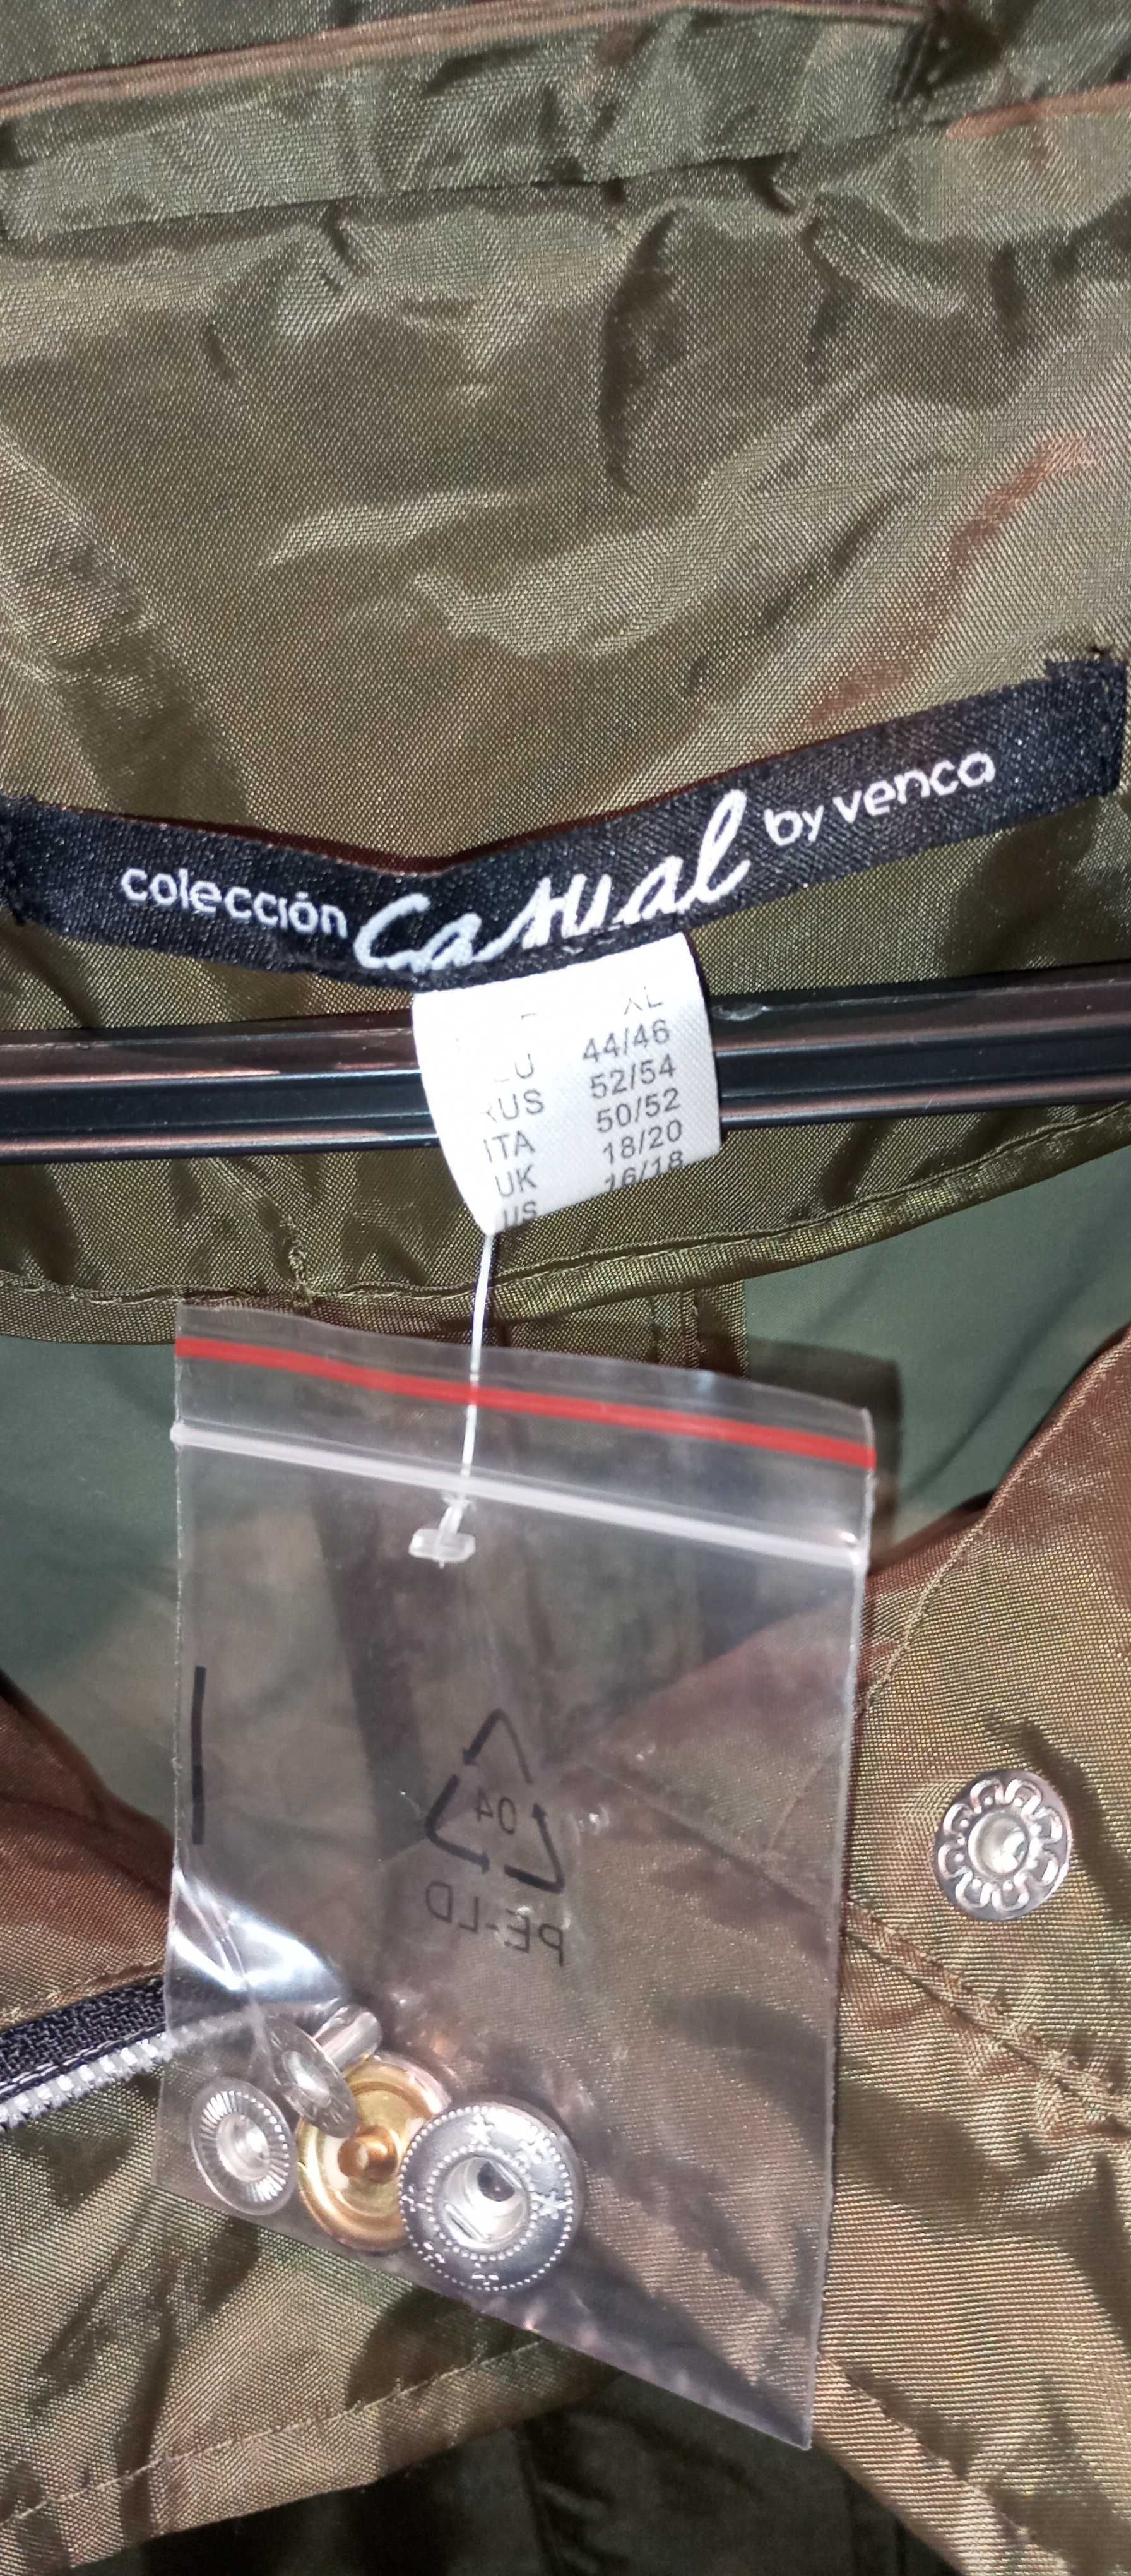 colección Casual by venca
XL
44/46
RUS 52/54
ITA 50/52
UK 18/20
US 16/18
04
PE-LD